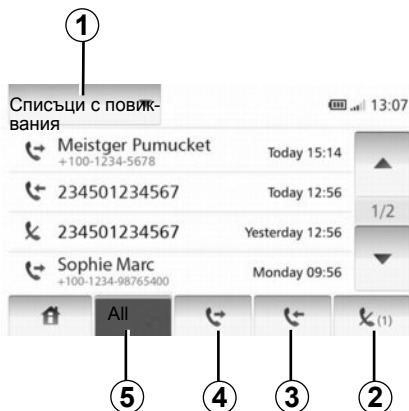 1
Списъци с повик-
вания
13:07
Meistger Pumucket
+100-1234-5678
Today 15:14
234501234567
Today 12:56
1/2
234501234567
Yesterday 12:56
Sophie Marc
+100-1234-98765400
Monday 09:56
All
(1)
5
4
3
2